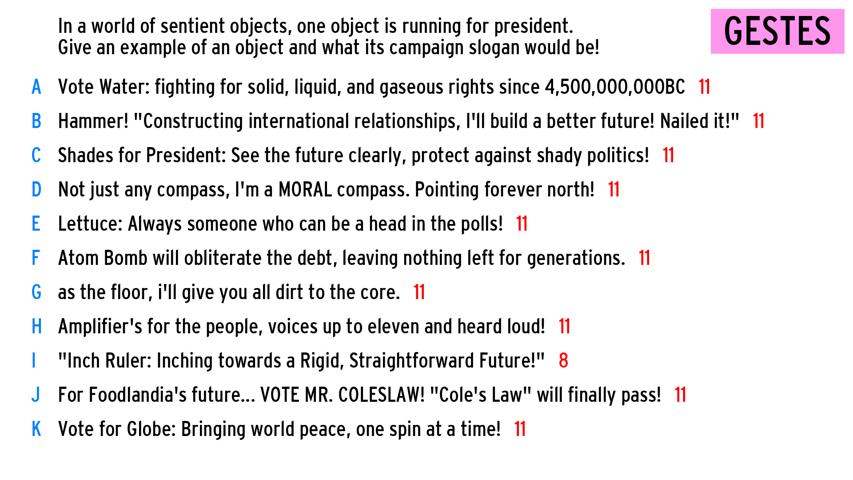 In a world of sentient objects, one object is running for president.
Give an example of an object and what its campaign slogan would be!
GESTES
A Vote Water: fighting for solid, liquid, and gaseous rights since 4,500,000,000BC 11
B Hammer! "Constructing international relationships, I'll build a better future! Nailed it!" 11
C Shades for President: See the future clearly, protect against shady politics! 11
D Not just any compass, I'm a MORAL compass. Pointing forever north! 11
E Lettuce: Always someone who can be a head in the polls! 11
F Atom Bomb will obliterate the debt, leaving nothing left for generations. 11
G as the floor, i'll give you all dirt to the core. 11
H Amplifier's for the people, voices up to eleven and heard loud! 11
I "Inch Ruler: Inching towards a Rigid, Straightforward Future!" 8
J For Foodlandia's future... VOTE MR. COLESLAW! "Cole's Law" will finally pass! 11
K Vote for Globe: Bringing world peace, one spin at a time! 11